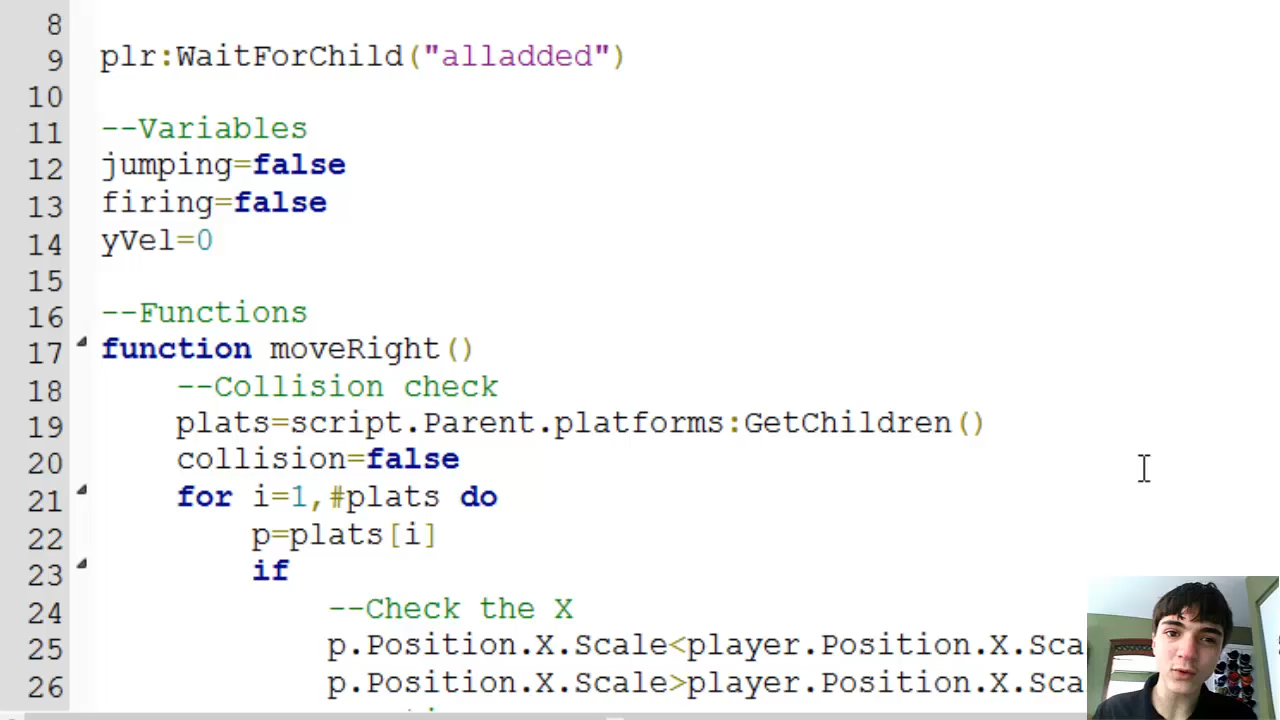 8
9 plr:WaitForChild("alladded")
10
11 --Variables
12 jumping=false
13 firing=false
14 yVel=0
15
16 --Functions
17 function moveRight()
18 --Collision check
19 plats=script.Parent.platforms:GetChildren()
20 collision=false
21 for i=1,#plats do
22 p=plats[i]
23 if
24 --Check the X
25 p.Position.X.Scale<player.Position.X.Sca
26 p.Position.X.Scale>player.Position.X.Sca